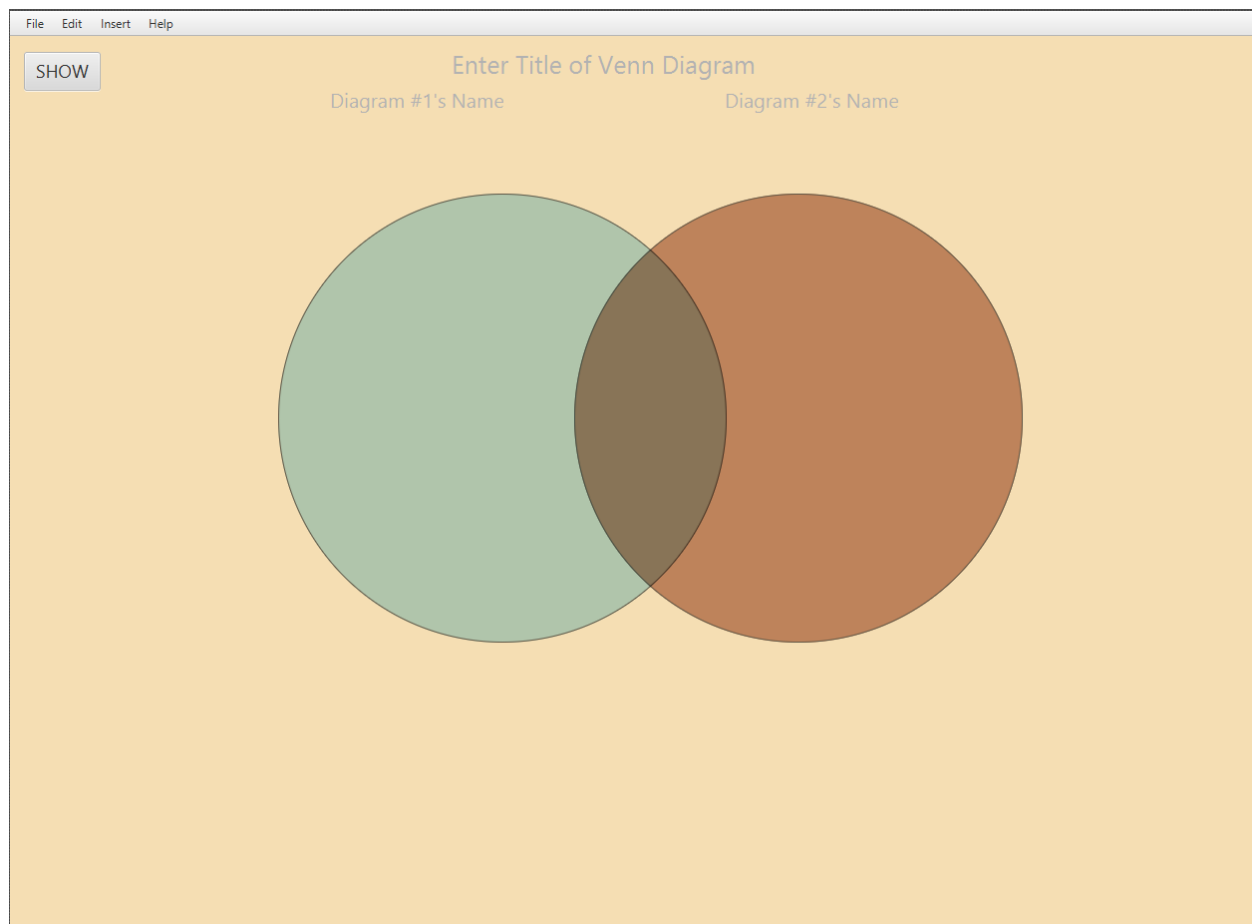 File Edit Insert Help
SHOW
Enter Title of Venn Diagram
Diagram #1's Name Diagram #2's Name